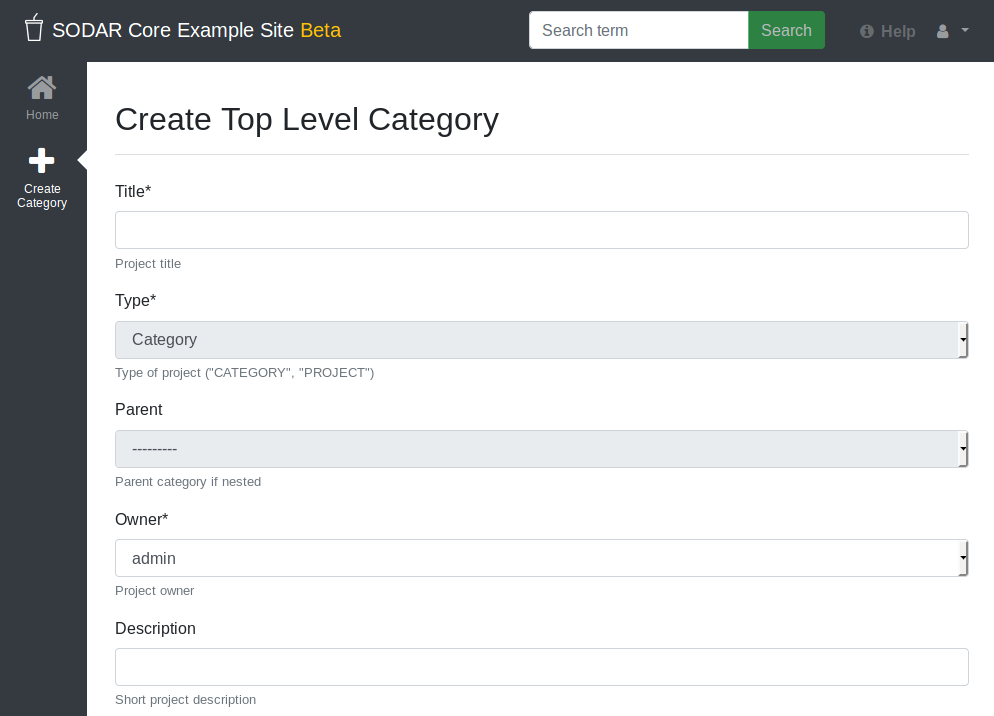 SODAR Core Example Site Beta
Search term
Search
Help
Home
Create
Category
Create Top Level Category
Title*
Project title
Type*
Category
Type of project ("CATEGORY", "PROJECT")
Parent
---------
Parent category if nested
Owner*
admin
Project owner
Description
Short project description